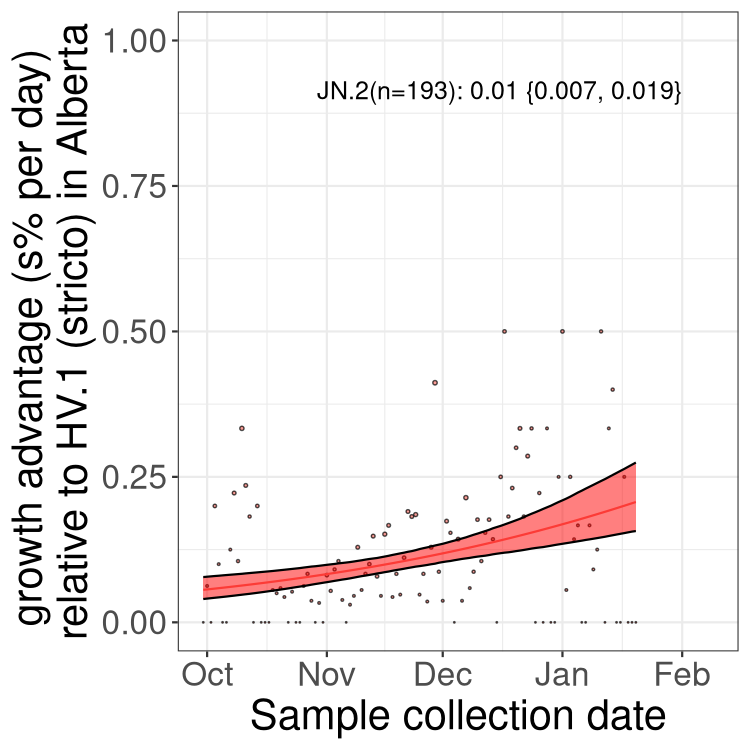 growth advantage (s% per day)
relative to HV.1 (stricto) in Alberta
1.00
JN.2(n=193): 0.01 {0.007, 0.019}
0.75
0.50
0.25
0.00
Oct Nov Dec Jan Feb
Sample collection date